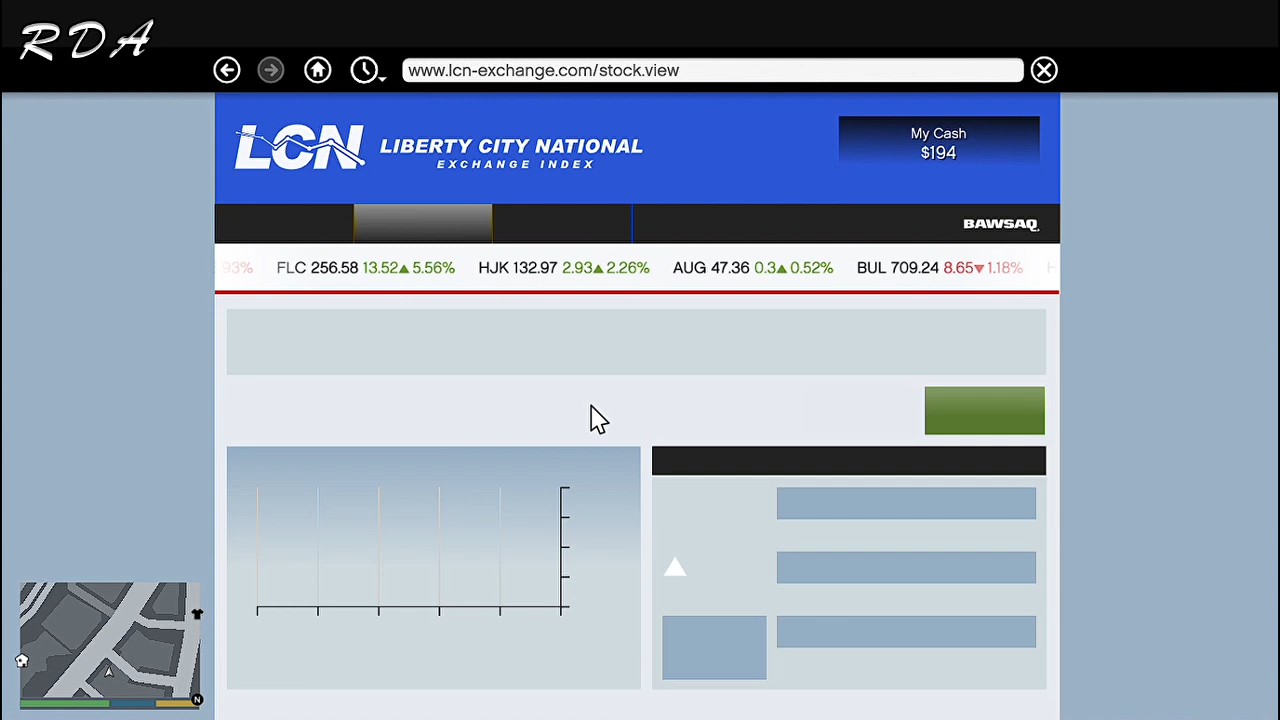 RDA
www.lcn-exchange.com/stock.view
LCN LIBERTY CITY NATIONAL
EXCHANGE INDEX
My Cash
$194
BAWSAQ
93% FLC 256.58 13.52▲5.56% HJK 132.97 2.93▲2.26% AUG 47.36 0.3▲0.52% BUL 709.24 8.65▼1.18% H
N